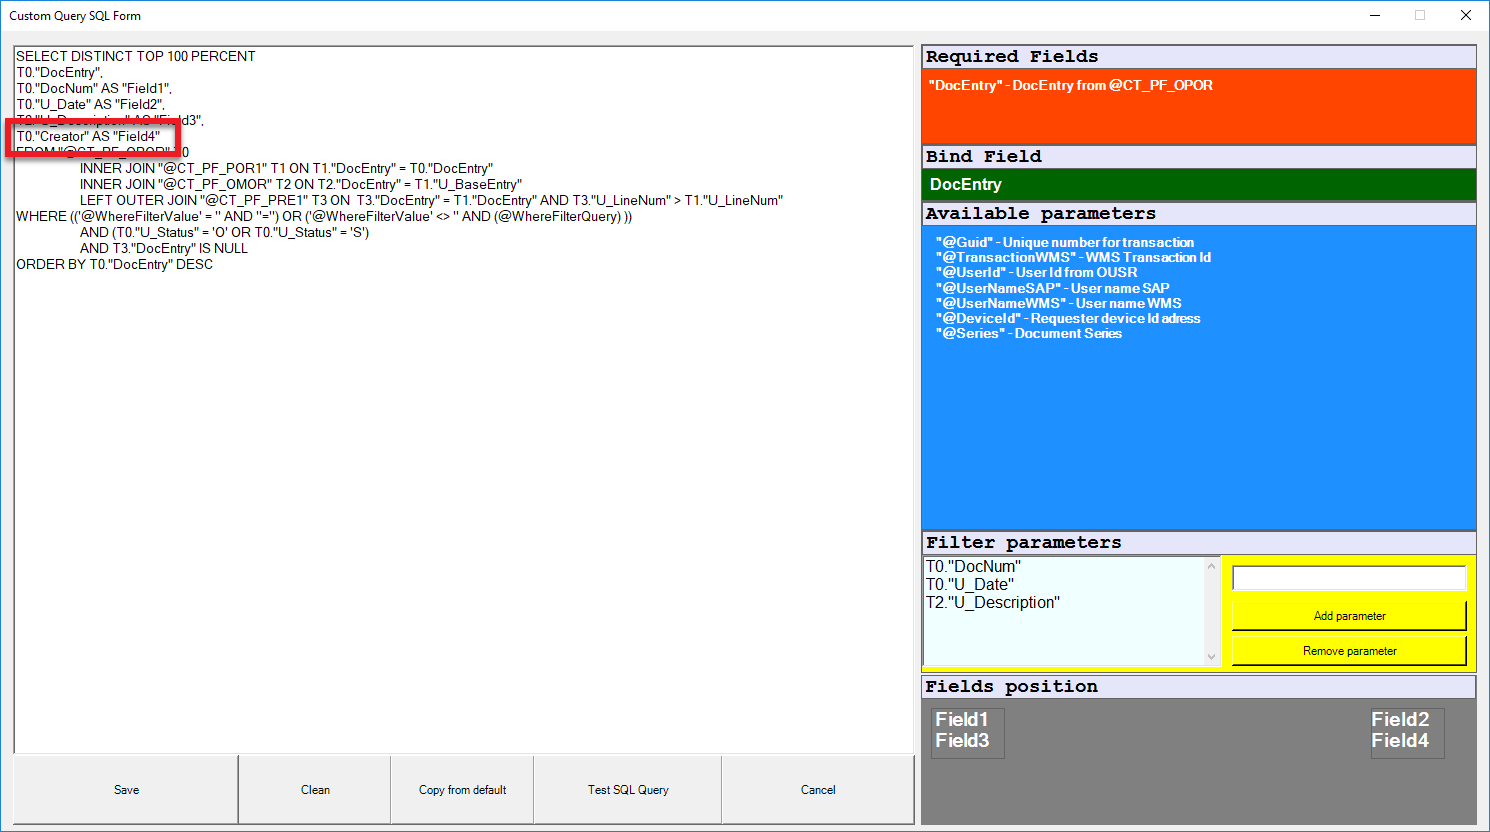 Custom Query SQL Form
SELECT DISTINCT TOP 100 PERCENT
T0."DocEntry",
T0."DocNum" AS "Field1",
T0."U_Date" AS "Field2",
T2."U_Description" AS "Field3",
T0."Creator" AS "Field4"
FROM "@CT_PF_OPOR" T0
INNER JOIN "@CT_PF_POR1" T1 ON T1."DocEntry" = T0."DocEntry"
INNER JOIN "@CT_PF_OMOR" T2 ON T2."DocEntry" = T1."U_BaseEntry"
LEFT OUTER JOIN "@CT_PF_PRE1" T3 ON  T3."DocEntry" = T1."DocEntry" AND T3."U_LineNum" > T1."U_LineNum"
WHERE (('@WhereFilterValue' = '' AND ''='') OR ('@WhereFilterValue' <> '' AND (@WhereFilterQuery) ))
AND (T0."U_Status" = 'O' OR T0."U_Status" = 'S')
AND T3."DocEntry" IS NULL
ORDER BY T0."DocEntry" DESC
Save
Clean
Copy from default
Test SQL Query
Cancel
Required Fields
"DocEntry" - DocEntry from @CT_PF_OPOR
Bind Field
DocEntry
Available parameters
"@Guid" - Unique number for transaction
"@TransactionWMS" - WMS Transaction Id
"@UserId" - User Id from OUSR
"@UserNameSAP" - User name SAP
"@UserNameWMS" - User name WMS
"@DeviceId" - Requester device Id adress
"@Series" - Document Series
Filter parameters
T0."DocNum"
T0."U_Date"
T2."U_Description"
Add parameter
Remove parameter
Fields position
Field1
Field3
Field2
Field4